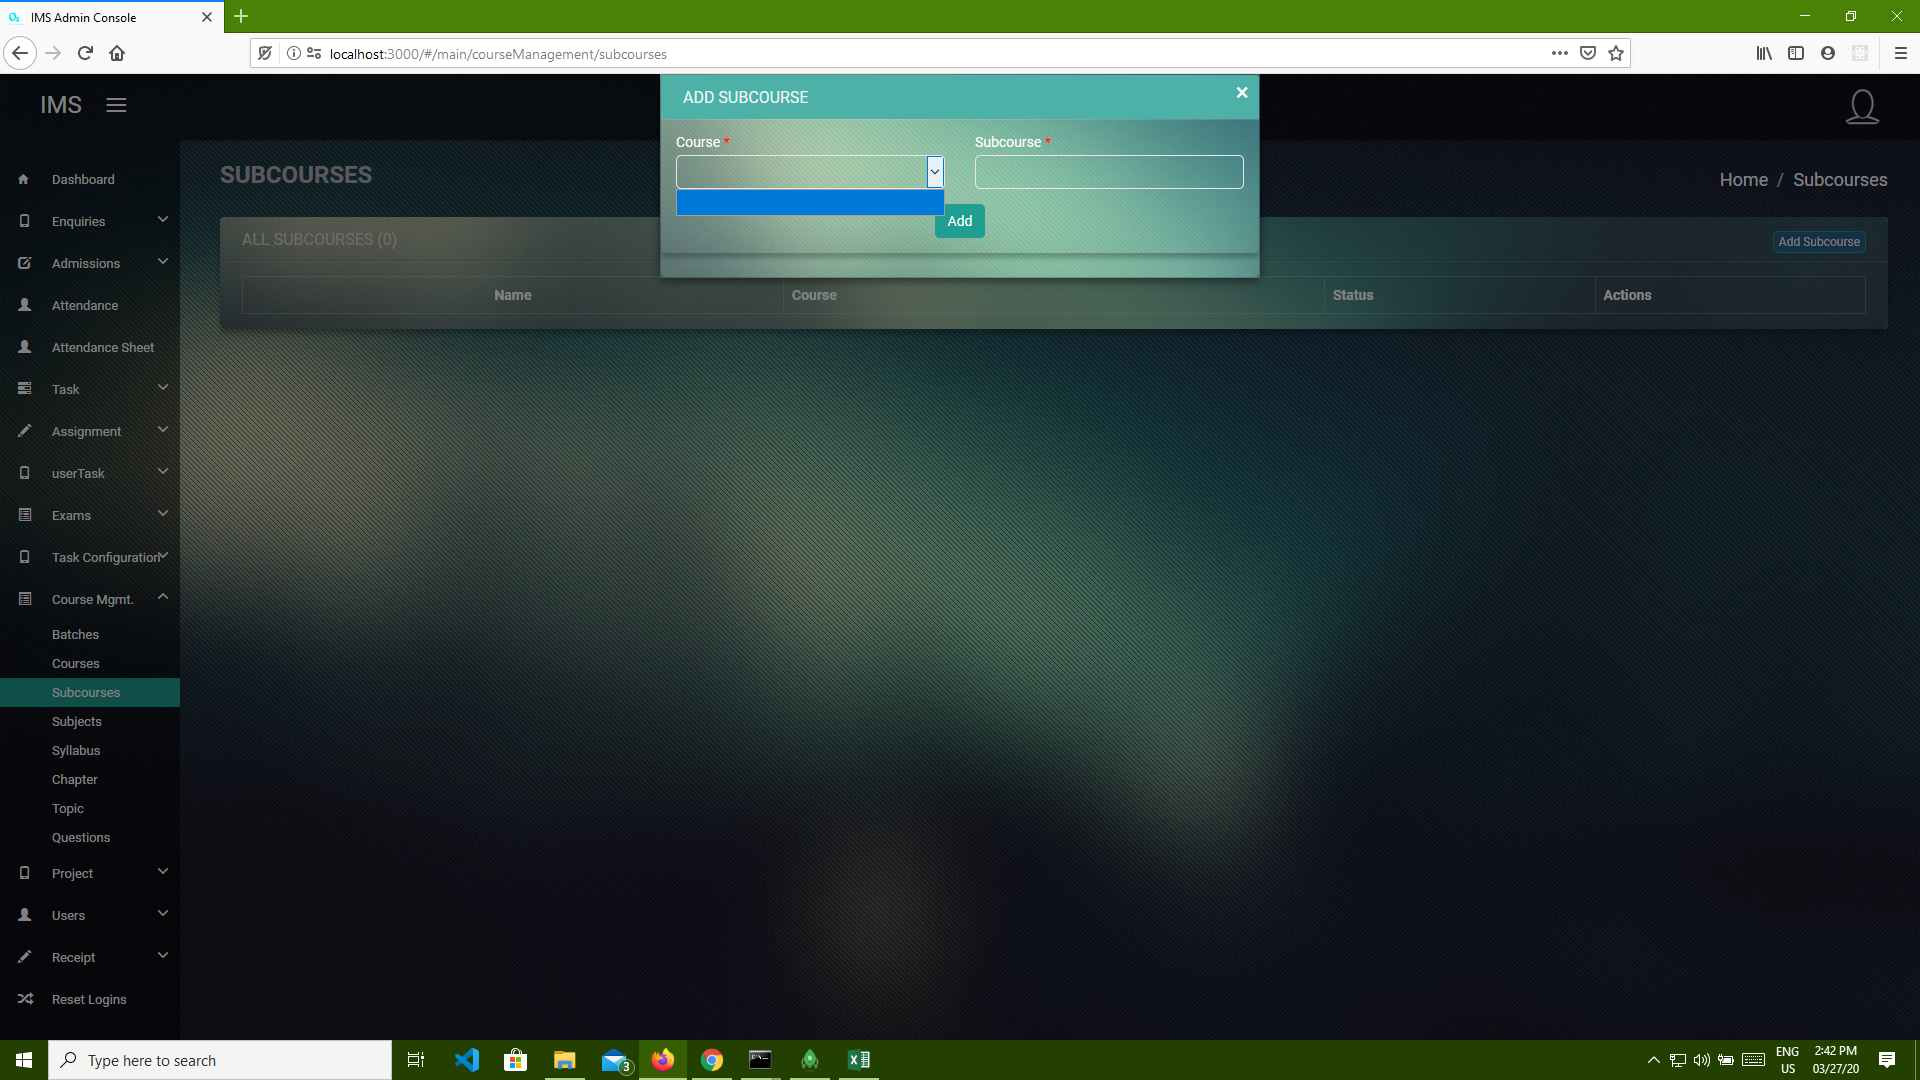 IMS Admin Console
localhost:3000/#/main/courseManagement/subcourses
IMS
ADD SUBCOURSE
Course *
Subcourse *
Add
SUBCOURSES
Home / Subcourses
ALL SUBCOURSES (0)
Add Subcourse
Name Course Status Actions
Dashboard
Enquiries
Admissions
Attendance
Attendance Sheet
Task
Assignment
userTask
Exams
Task Configuration
Course Mgmt.
Batches
Courses
Subcourses
Subjects
Syllabus
Chapter
Topic
Questions
Project
Users
Receipt
Reset Logins
Type here to search
3
ENG
US
2:42 PM
03/27/20